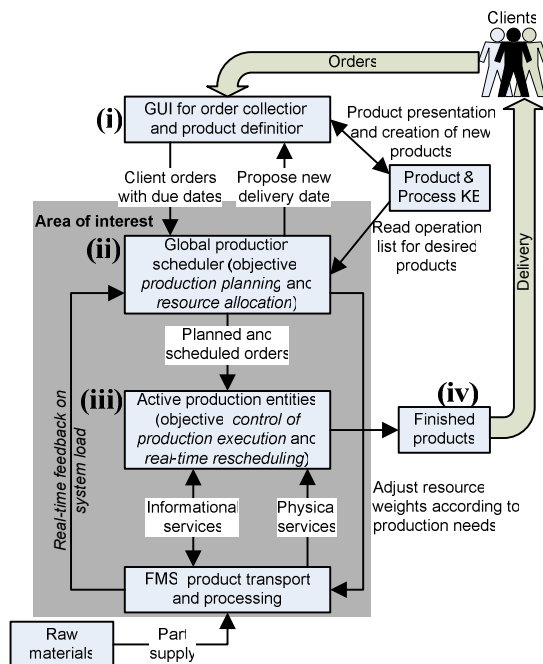 Clients
Orders
(i)
GUI for order collection
and product definition
Product presentation
and creation of new
products
Client orders
with due dates
Propose new
delivery date
Product &
Process KB
Area of interest
(ii)
Global production
scheduler (objective
production planning and
resource allocation)
Read operation
list for desired
products
Delivery
Planned and
scheduled orders
(iii)
Active production entities
(objective control of
production execution and
real-time rescheduling)
(iv)
Finished
products
Real-time feedback on
system load
Informational
services
Physical
services
Adjust resource
weights according to
production needs
FMS product transport
and processing
Raw
materials
Part
supply